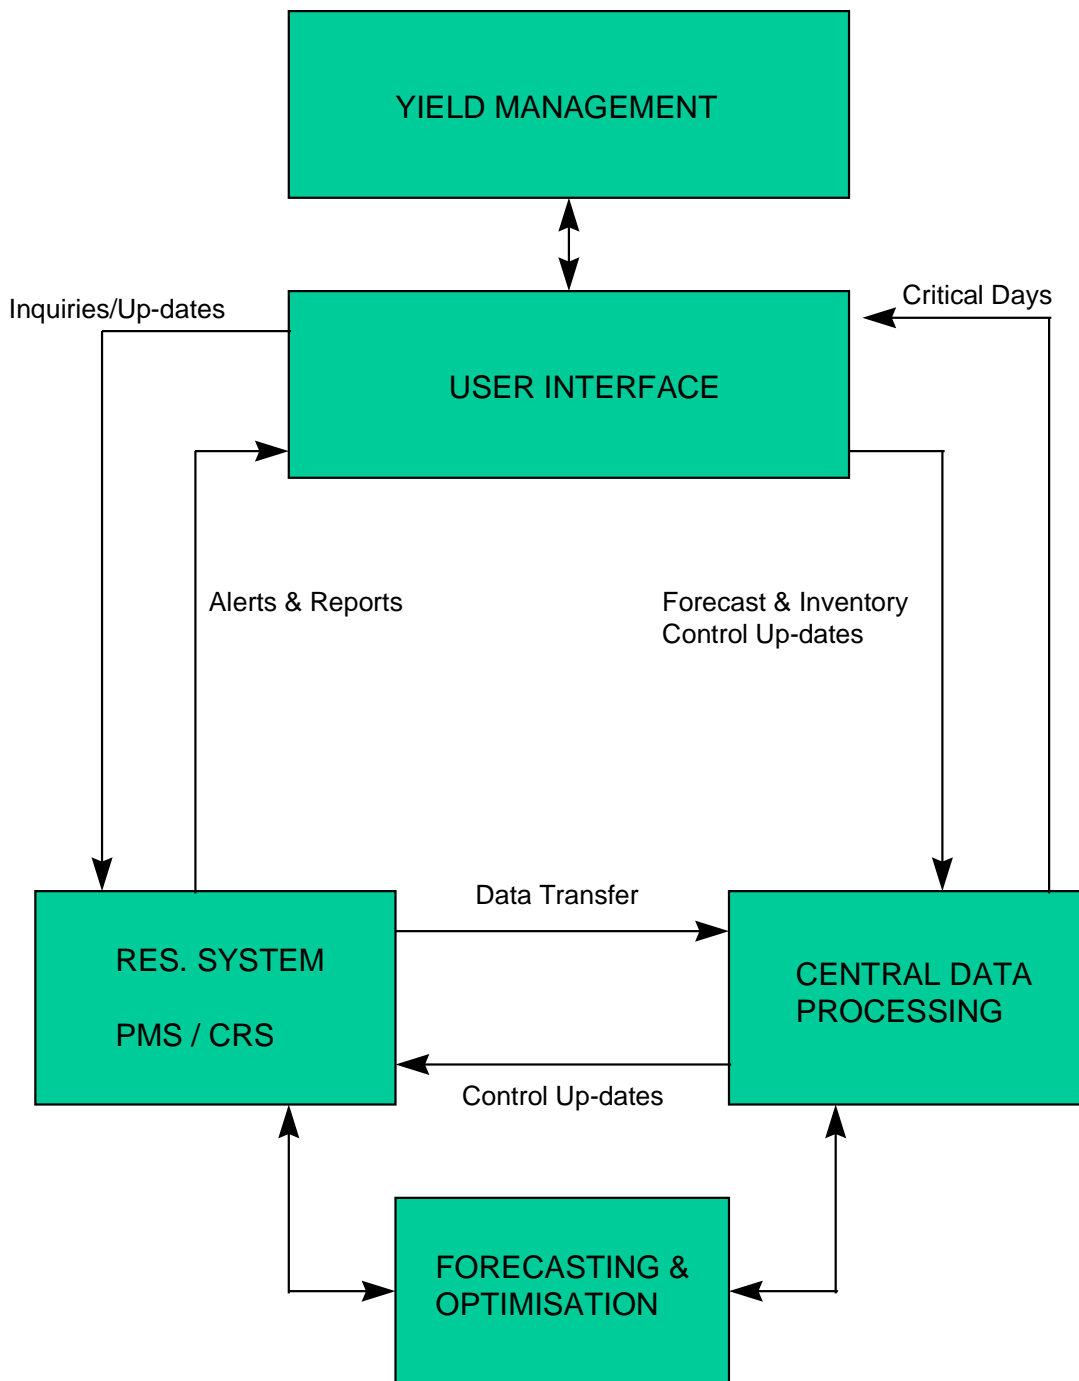 YIELD MANAGEMENT
Inquiries/Up-dates
Critical Days
USER INTERFACE
Alerts & Reports
Forecast & Inventory
Control Up-dates
Data Transfer
RES. SYSTEM
PMS / CRS
CENTRAL DATA
PROCESSING
Control Up-dates
FORECASTING &
OPTIMISATION